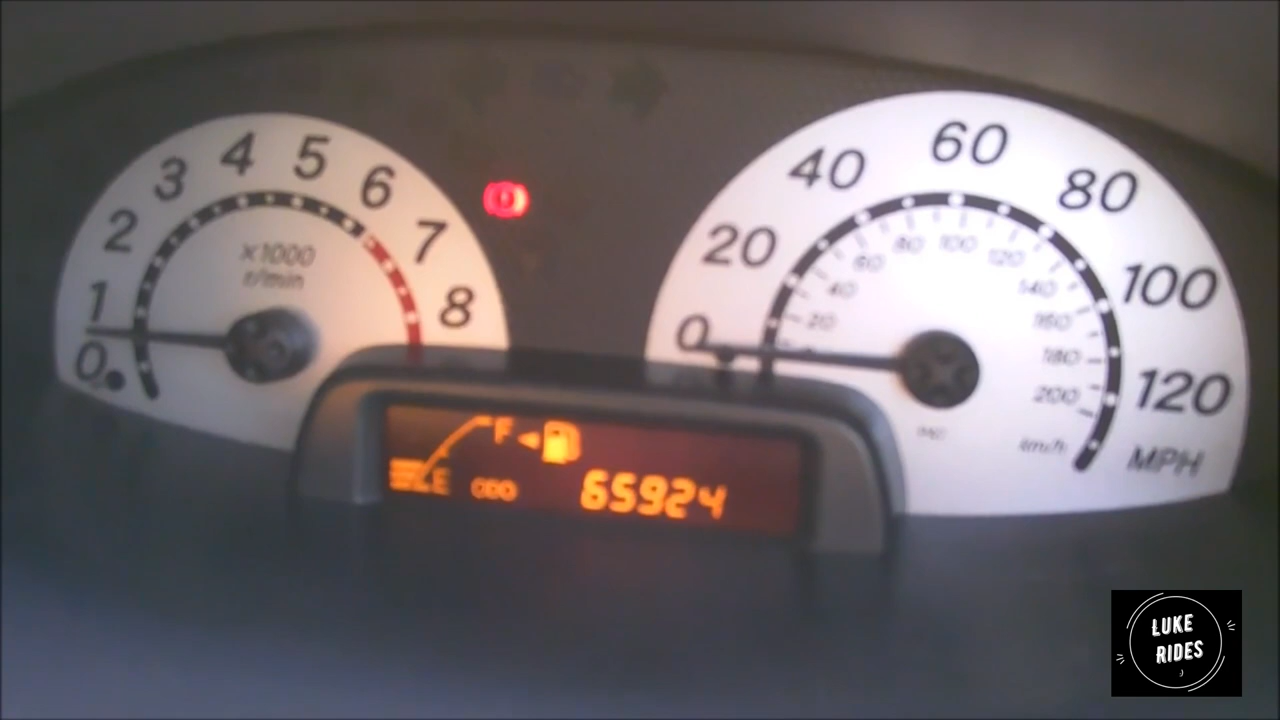 0 1 2 3 4 5 6 7 8
x1000
r/min
0 20 40 60 80 100 120
MPH
20 40 60 80 100 120 140 160 180 200
km/h
F
E
ODO 65924
LUKE
RIDES
:)